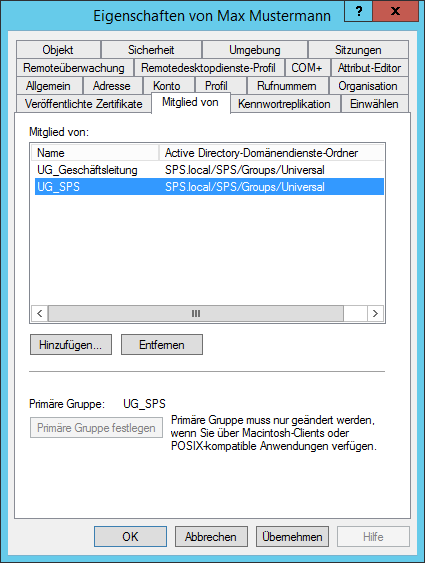 Eigenschaften von Max Mustermann
? x
Objekt Sicherheit Umgebung Sitzungen
Remoteüberwachung Remotedesktopdienste-Profil COM+ Attribut-Editor
Allgemein Adresse Konto Profil Rufnummern Organisation
Veröffentlichte Zertifikate Mitglied von Kennwortreplikation Einwählen
Mitglied von:
Name Active Directory-Domänendienste-Ordner
UG_Geschäftsleitung SPS.local/SPS/Groups/Universal
UG_SPS SPS.local/SPS/Groups/Universal
Hinzufügen... Entfernen
Primäre Gruppe: UG_SPS
Primäre Gruppe festlegen
Primäre Gruppe muss nur geändert werden,
wenn Sie über Macintosh-Clients oder
POSIX-kompatible Anwendungen verfügen.
OK Abbrechen Übernehmen Hilfe